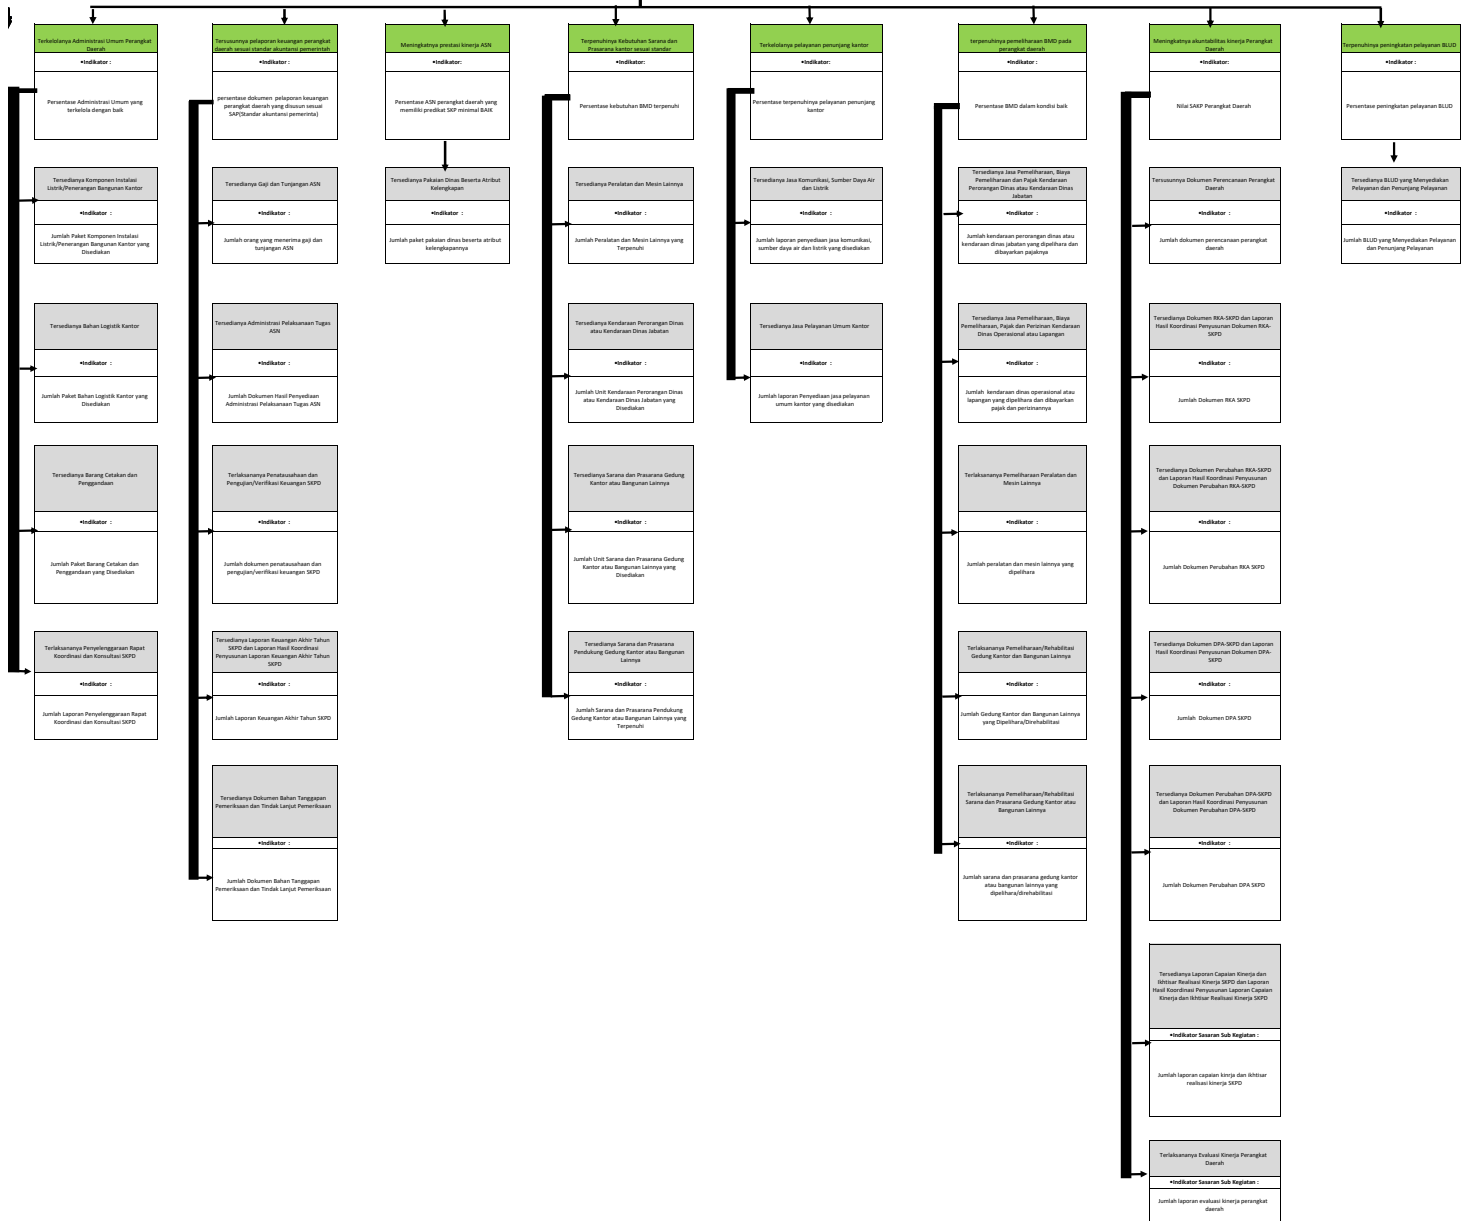 Terkelolanya Administrasi Umum Perangkat
Daerah
•Indikator :
Persentase Administrasi Umum yang
terkelola dengan baik
Tersedianya Komponen Instalasi
Listrik/Penerangan Bangunan Kantor
•Indikator :
Jumlah Paket Komponen Instalasi
Listrik/Penerangan Bangunan Kantor yang
Disediakan
Tersedianya Bahan Logistik Kantor
•Indikator :
Jumlah Paket Bahan Logistik Kantor yang
Disediakan
Tersedianya Barang Cetakan dan
Penggandaan
•Indikator :
Jumlah Paket Barang Cetakan dan
Penggandaan yang Disediakan
Terlaksananya Penyelenggaraan Rapat
Koordinasi dan Konsultasi SKPD
•Indikator :
Jumlah Laporan Penyelenggaraan Rapat
Koordinasi dan Konsultasi SKPD
Tersusunnya pelaporan keuangan perangkat
daerah sesuai standar akuntansi pemerintah
•Indikator :
persentase dokumen pelaporan keuangan
perangkat daerah yang disusun sesuai
SAP(Standar akuntansi pemerinta)
Tersedianya Gaji dan Tunjangan ASN
•Indikator :
Jumlah orang yang menerima gaji dan
tunjangan ASN
Tersedianya Administrasi Pelaksanaan Tugas
ASN
•Indikator :
Jumlah Dokumen Hasil Penyediaan
Administrasi Pelaksanaan Tugas ASN
Terlaksananya Penatausahaan dan
Pengujian/Verifikasi Keuangan SKPD
•Indikator :
Jumlah dokumen penatausahaan dan
pengujian/verifikasi keuangan SKPD
Tersedianya Laporan Keuangan Akhir Tahun
SKPD dan Laporan Hasil Koordinasi
Penyusunan Laporan Keuangan Akhir Tahun
SKPD
•Indikator :
Jumlah Laporan Keuangan Akhir Tahun SKPD
Tersedianya Dokumen Bahan Tanggapan
Pemeriksaan dan Tindak Lanjut Pemeriksaan
•Indikator :
Jumlah Dokumen Bahan Tanggapan
Pemeriksaan dan Tindak Lanjut Pemeriksaan
Meningkatnya prestasi kinerja ASN
•Indikator:
Persentase ASN perangkat daerah yang
memiliki predikat SKP minimal BAIK
Tersedianya Pakaian Dinas Beserta Atribut
Kelengkapan
•Indikator :
Jumlah paket pakaian dinas beserta atribut
kelengkapannya
Terpenuhinya Kebutuhan Sarana dan
Prasarana kantor sesuai standar
•Indikator:
Persentase kebutuhan BMD terpenuhi
Tersedianya Peralatan dan Mesin Lainnya
•Indikator :
Jumlah Peralatan dan Mesin Lainnya yang
Terpenuhi
Tersedianya Kendaraan Perorangan Dinas
atau Kendaraan Dinas Jabatan
•Indikator :
Jumlah Unit Kendaraan Perorangan Dinas
atau Kendaraan Dinas Jabatan yang
Disediakan
Tersedianya Sarana dan Prasarana Gedung
Kantor atau Bangunan Lainnya
•Indikator :
Jumlah Unit Sarana dan Prasarana Gedung
Kantor atau Bangunan Lainnya yang
Disediakan
Tersedianya Sarana dan Prasarana
Pendukung Gedung Kantor atau Bangunan
Lainnya
•Indikator :
Jumlah Sarana dan Prasarana Pendukung
Gedung Kantor atau Bangunan Lainnya yang
Terpenuhi
Terkelolanya pelayanan penunjang kantor
•Indikator:
Persentase terpenuhinya pelayanan penunjang
kantor
Tersedianya Jasa Komunikasi, Sumber Daya Air
dan Listrik
•Indikator :
Jumlah laporan penyediaan jasa komunikasi,
sumber daya air dan listrik yang disediakan
Tersedianya Jasa Pelayanan Umum Kantor
•Indikator :
Jumlah laporan Penyediaan jasa pelayanan
umum kantor yang disediakan
terpenuhinya pemeliharaan BMD pada
perangkat daerah
•Indikator :
Persentase BMD dalam kondisi baik
Tersedianya Jasa Pemeliharaan, Biaya
Pemeliharaan dan Pajak Kendaraan
Perorangan Dinas atau Kendaraan Dinas
Jabatan
•Indikator :
Jumlah kendaraan perorangan dinas atau
kendaraan dinas jabatan yang dipelihara dan
dibayarkan pajaknya
Tersedianya Jasa Pemeliharaan, Biaya
Pemeliharaan, Pajak dan Perizinan Kendaraan
Dinas Operasional atau Lapangan
•Indikator :
Jumlah kendaraan dinas operasional atau
lapangan yang dipelihara dan dibayarkan
pajak dan perizinannya
Terlaksananya Pemeliharaan Peralatan dan
Mesin Lainnya
•Indikator :
Jumlah peralatan dan mesin lainnya yang
dipelihara
Terlaksananya Pemeliharaan/Rehabilitasi
Gedung Kantor dan Bangunan Lainnya
•Indikator :
Jumlah Gedung Kantor dan Bangunan Lainnya
yang Dipelihara/Direhabilitasi
Terlaksananya Pemeliharaan/Rehabilitasi
Sarana dan Prasarana Gedung Kantor atau
Bangunan Lainnya
•Indikator :
Jumlah sarana dan prasarana gedung kantor
atau bangunan lainnya yang
dipelihara/direhabilitasi
Meningkatnya akuntabilitas kinerja Perangkat
Daerah
•Indikator:
Nilai SAKP Perangkat Daerah
Tersusunnya Dokumen Perencanaan Perangkat
Daerah
•Indikator :
Jumlah dokumen perencanaan perangkat
daerah
Tersedianya Dokumen RKA-SKPD dan Laporan
Hasil Koordinasi Penyusunan Dokumen RKA-
SKPD
•Indikator :
Jumlah Dokumen RKA SKPD
Tersedianya Dokumen Perubahan RKA-SKPD
dan Laporan Hasil Koordinasi Penyusunan
Dokumen Perubahan RKA-SKPD
•Indikator :
Jumlah Dokumen Perubahan RKA SKPD
Tersedianya Dokumen DPA-SKPD dan Laporan
Hasil Koordinasi Penyusunan Dokumen DPA-
SKPD
•Indikator :
Jumlah Dokumen DPA SKPD
Tersedianya Dokumen Perubahan DPA-SKPD
dan Laporan Hasil Koordinasi Penyusunan
Dokumen Perubahan DPA-SKPD
•Indikator :
Jumlah Dokumen Perubahan DPA SKPD
Tersedianya Laporan Capaian Kinerja dan
Ikhtisar Realisasi Kinerja SKPD dan Laporan
Hasil Koordinasi Penyusunan Laporan Capaian
Kinerja dan Ikhtisar Realisasi Kinerja SKPD
•Indikator Sasaran Sub Kegiatan :
Jumlah laporan capaian kinrja dan ikhtisar
realisasi kinerja SKPD
Terlaksananya Evaluasi Kinerja Perangkat
Daerah
•Indikator Sasaran Sub Kegiatan :
Jumlah laporan evaluasi kinerja perangkat
daerah
Terpenuhinya peningkatan pelayanan BLUD
•Indikator :
Persentase peningkatan pelayanan BLUD
Tersedianya BLUD yang Menyediakan
Pelayanan dan Penunjang Pelayanan
•Indikator :
Jumlah BLUD yang Menyediakan Pelayanan
dan Penunjang Pelayanan